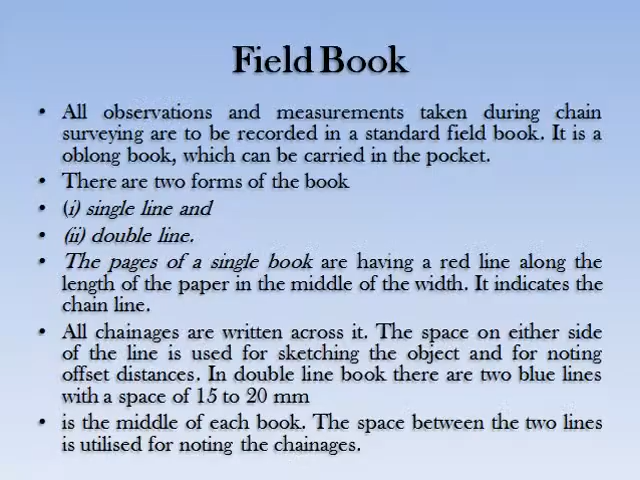 Field Book
• All observations and measurements taken during chain
surveying are to be recorded in a standard field book. It is a
oblong book, which can be carried in the pocket.
• There are two forms of the book
• (i) single line and
• (ii) double line.
• The pages of a single book are having a red line along the
length of the paper in the middle of the width. It indicates the
chain line.
• All chainages are written across it. The space on either side
of the line is used for sketching the object and for noting
offset distances. In double line book there are two blue lines
with a space of 15 to 20 mm
• is the middle of each book. The space between the two lines
is utilised for noting the chainages.